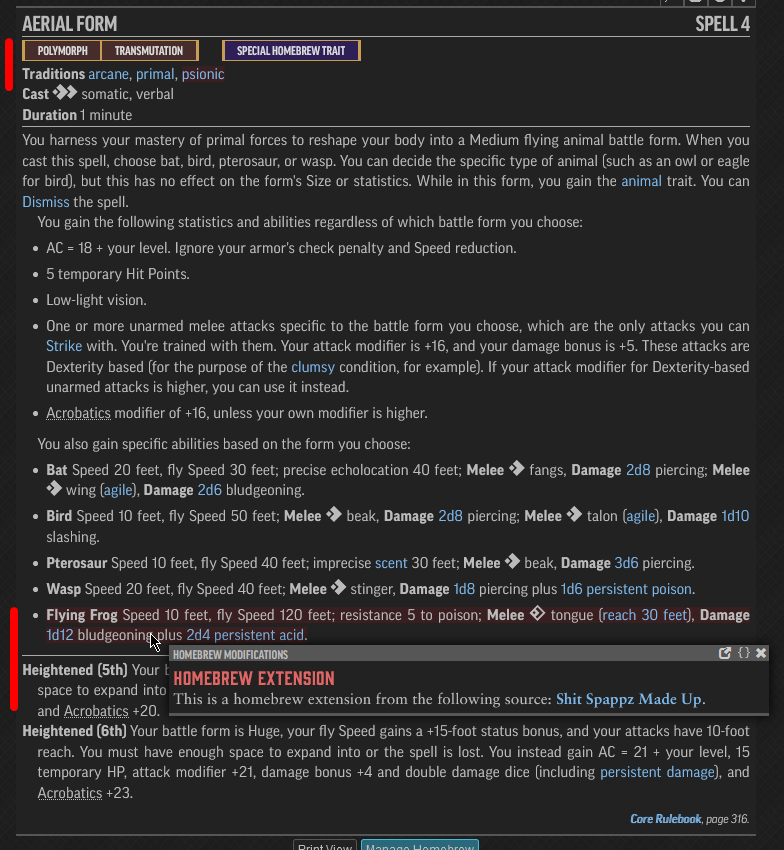 AERIAL FORM SPELL 4
POLYMORPH TRANSMUTATION SPECIAL HOMEBREW TRAIT
Traditions arcane, primal, psionic
Cast somatic, verbal
Duration 1 minute
You harness your mastery of primal forces to reshape your body into a Medium flying animal battle form. When you
cast this spell, choose bat, bird, pterosaur, or wasp. You can decide the specific type of animal (such as an owl or eagle
for bird), but this has no effect on the form's Size or statistics. While in this form, you gain the animal trait. You can
Dismiss the spell.
You gain the following statistics and abilities regardless of which battle form you choose:
• AC = 18 + your level. Ignore your armor's check penalty and Speed reduction.
• 5 temporary Hit Points.
• Low-light vision.
• One or more unarmed melee attacks specific to the battle form you choose, which are the only attacks you can
Strike with. You're trained with them. Your attack modifier is +16, and your damage bonus is +5. These attacks are
Dexterity based (for the purpose of the clumsy condition, for example). If your attack modifier for Dexterity-based
unarmed attacks is higher, you can use it instead.
• Acrobatics modifier of +16, unless your own modifier is higher.
You also gain specific abilities based on the form you choose:
• Bat Speed 20 feet, fly Speed 30 feet; precise echolocation 40 feet; Melee fangs, Damage 2d8 piercing; Melee
wing (agile), Damage 2d6 bludgeoning.
• Bird Speed 10 feet, fly Speed 50 feet; Melee beak, Damage 2d8 piercing; Melee talon (agile), Damage 1d10
slashing.
• Pterosaur Speed 10 feet, fly Speed 40 feet; imprecise scent 30 feet; Melee beak, Damage 3d6 piercing.
• Wasp Speed 20 feet, fly Speed 40 feet; Melee stinger, Damage 1d8 piercing plus 1d6 persistent poison.
• Flying Frog Speed 10 feet, fly Speed 120 feet; resistance 5 to poison; Melee tongue (reach 30 feet), Damage
1d12 bludgeoning plus 2d4 persistent acid.
HOMEBREW MODIFICATIONS
HOMEBREW EXTENSION
This is a homebrew extension from the following source: Shit Spappz Made Up.
Heightened (5th) Your
space to expand into
and Acrobatics +20.
Heightened (6th) Your battle form is Huge, your fly Speed gains a +15-foot status bonus, and your attacks have 10-foot
reach. You must have enough space to expand into or the spell is lost. You instead gain AC = 21 + your level, 15
temporary HP, attack modifier +21, damage bonus +4 and double damage dice (including persistent damage), and
Acrobatics +23.
Core Rulebook, page 316.
Print View Manage Homebrew